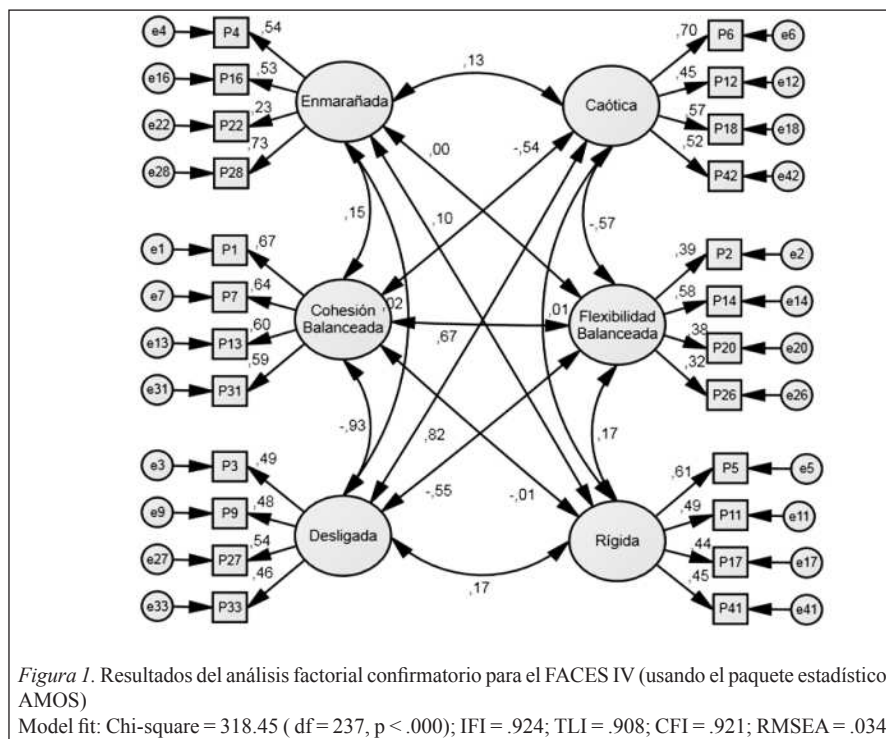 e4 P4 ,54
e16 P16 ,53
e22 P22 ,23
e28 P28 ,73
Enmarañada
,13
Caótica
,70 P6 e6
,45 P12 e12
,57 P18 e18
,52 P42 e42
,00
-,54
,15
,10
-,57
e1 P1 ,67
e7 P7 ,64
e13 P13 ,60
e31 P31 ,59
Cohesión
Balanceada
,02
,67
,01
Flexibilidad
Balanceada
,39 P2 e2
,58 P14 e14
,38 P20 e20
,32 P26 e26
-,93
,82
,17
-,55
-,01
e3 P3 ,49
e9 P9 ,48
e27 P27 ,54
e33 P33 ,46
Desligada
,17
Rígida
,61 P5 e5
,49 P11 e11
,44 P17 e17
,45 P41 e41
Figura 1. Resultados del análisis factorial confirmatorio para el FACES IV (usando el paquete estadístico
AMOS)
Model fit: Chi-square = 318.45 ( df = 237, p < .000); IFI = .924; TLI = .908; CFI = .921; RMSEA = .034